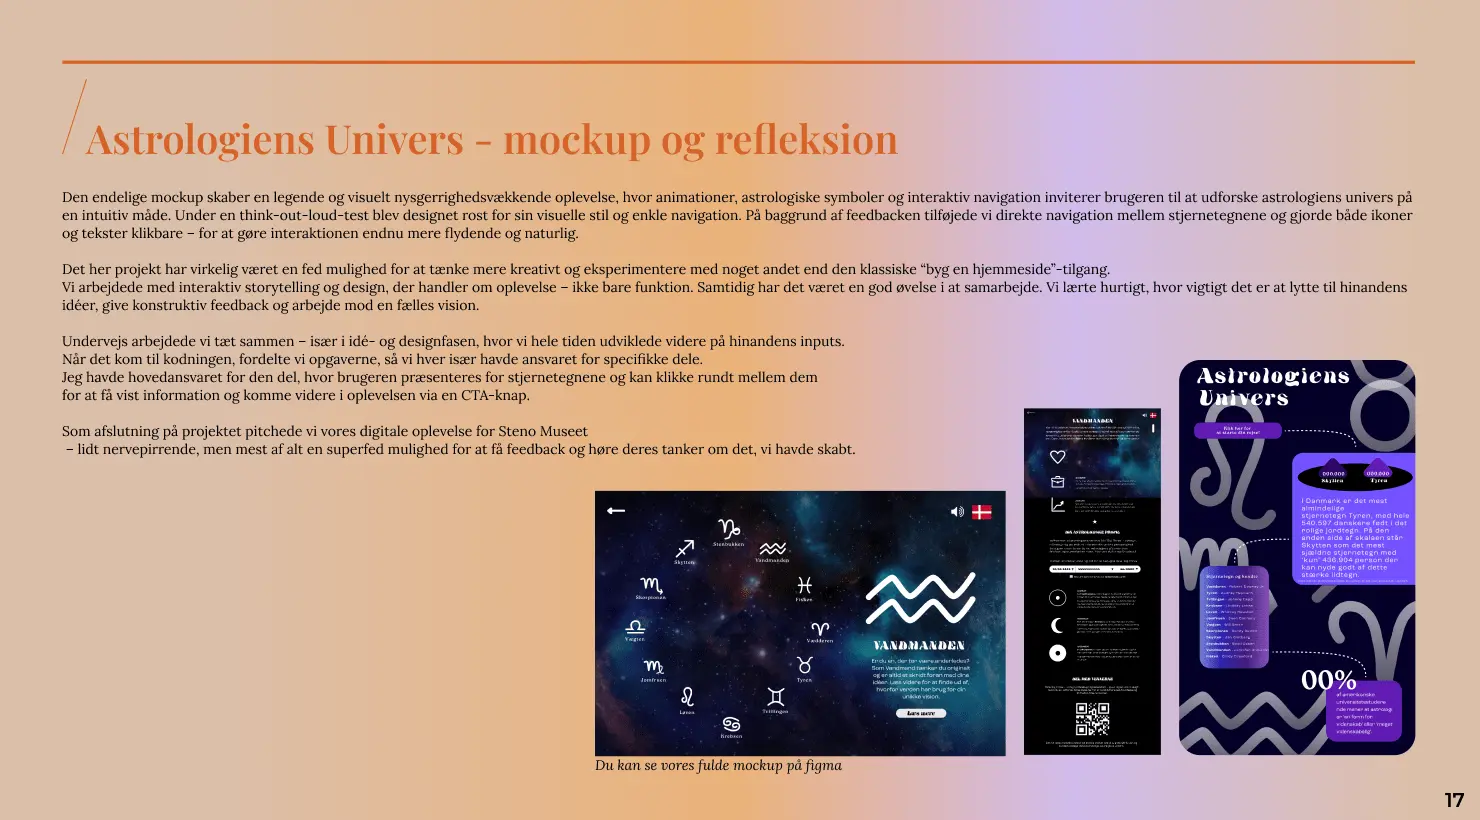 Astrologiens Univers - mockup og refleksion
Den endelige mockup skaber en legende og visuelt nysgerrighedsvækkende oplevelse, hvor animationer, astrologiske symboler og interaktiv navigation inviterer brugeren til at udforske astrologiens univers på
en intuitiv måde. Under en think-out-loud-test blev designet rost for sin visuelle stil og enkle navigation. På baggrund af feedbacken tilføjede vi direkte navigation mellem stjernetegnene og gjorde både ikoner
og tekster klikbare – for at gøre interaktionen endnu mere flydende og naturlig.
Det her projekt har virkelig været en fed mulighed for at tænke mere kreativt og eksperimentere med noget andet end den klassiske “byg en hjemmeside”-tilgang.
Vi arbejdede med interaktiv storytelling og design, der handler om oplevelse – ikke bare funktion. Samtidig har det været en god øvelse i at samarbejde. Vi lærte hurtigt, hvor vigtigt det er at lytte til hinandens
idéer, give konstruktiv feedback og arbejde mod en fælles vision.
Undervejs arbejdede vi tæt sammen – især i idé- og designfasen, hvor vi hele tiden udviklede videre på hinandens inputs.
Når det kom til kodningen, fordelte vi opgaverne, så vi hver især havde ansvaret for specifikke dele.
Jeg havde hovedansvaret for den del, hvor brugeren præsenteres for stjernetegnene og kan klikke rundt mellem dem
for at få vist information og komme videre i oplevelsen via en CTA-knap.
Som afslutning på projektet pitchede vi vores digitale oplevelse for Steno Museet
– lidt nervepirrende, men mest af alt en superfed mulighed for at få feedback og høre deres tanker om det, vi havde skabt.
Stenbukken
Vandmanden
Skytten
Fisken
Skorpionen
Vædderen
Vægten
Tyren
Jomfruen
Tvillingen
Løven
Krebsen
VANDMANDEN
Er du en, der tør være anderledes?
Som Vandmand tænker du originalt
og er altid et skridt foran med dine
idéer. Læs videre for at finde ud af,
hvorfor verden har brug for din
unikke vision.
Læs mere
Du kan se vores fulde mockup på figma
VANDMANDEN
Astrologiens
Univers
Klik her for
at starte din rejse!
000.000
Skytten
000.000
Tyren
I Danmark er det mest
almindelige
stjernetegn Tyren, med hele
540.597 danskere født i det
rolige jordtegn. På den
anden side af skalaen står
Skytten som det mest
sjældne stjernetegn med
"kun" 436.904 person der
kan nyde godt af dette
stærke ildtegn.
Stjernetegn og kendte
00%
af amerikanske
universitetsstudere
nde mener at astrologi
er 'en form for
videnskab' eller 'meget
videnskabelig'.
17